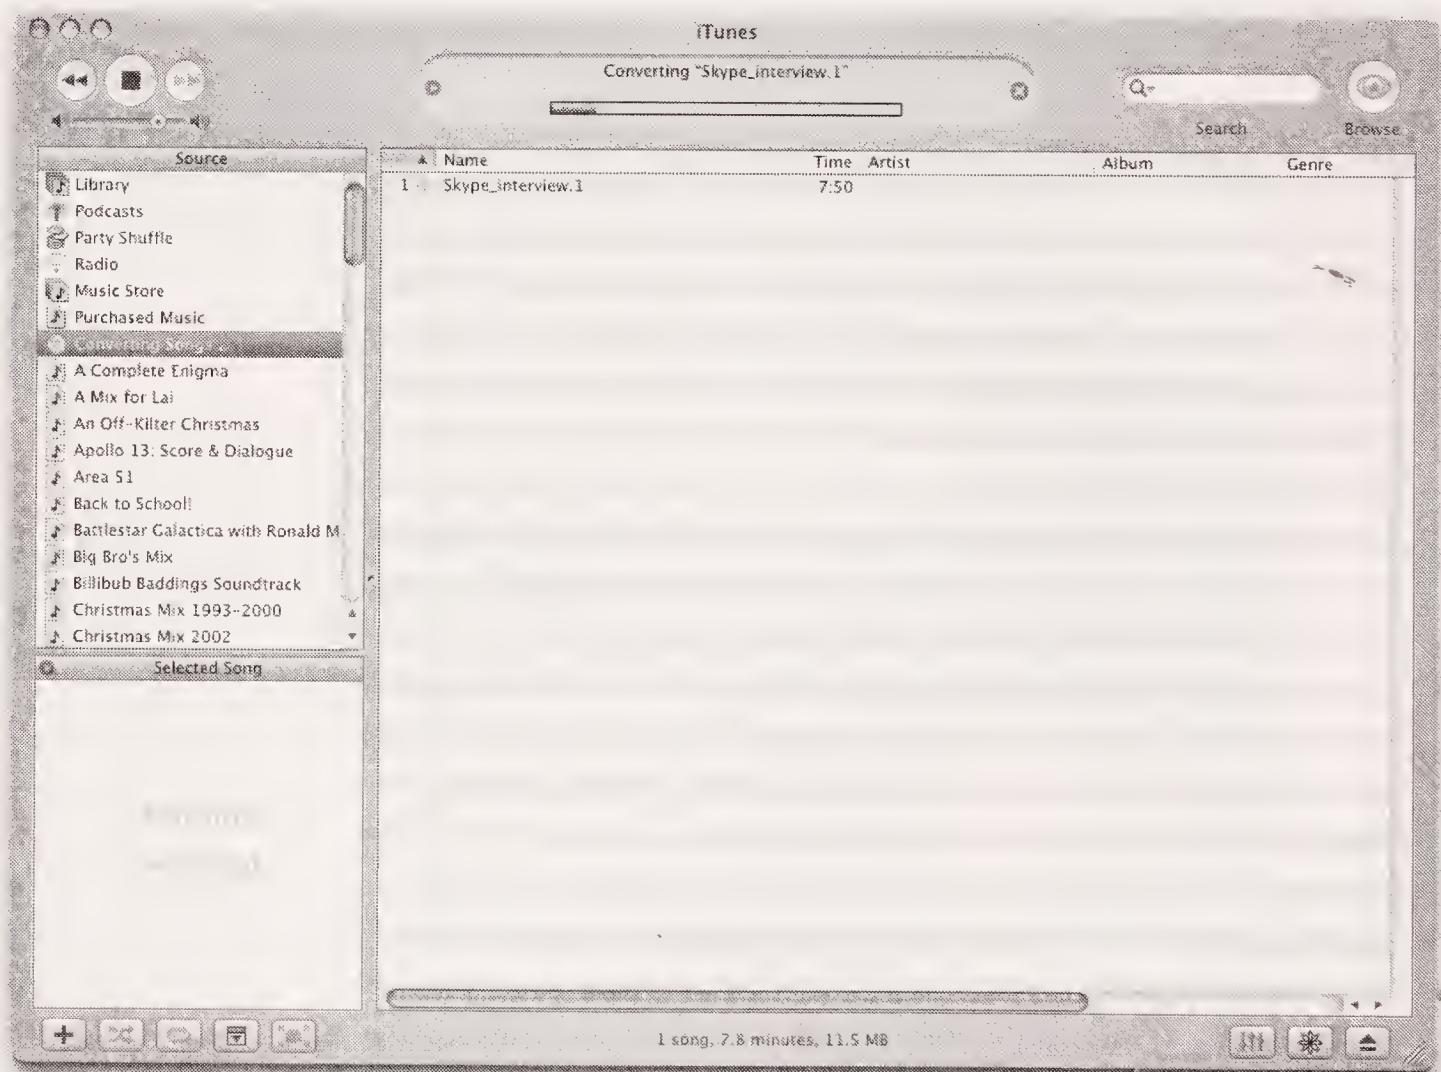 iTunes
Converting "Skype_interview.1"
Search
Browse
Source
Library
Podcasts
Party Shuffle
Radio
Music Store
Purchased Music
Converting Song
A Complete Enigma
A Mix for Lai
An Off-Kilter Christmas
Apollo 13: Score & Dialogue
Area 51
Back to School!
Battlestar Galactica with Ronald M
Big Bro's Mix
Billibub Baddings Soundtrack
Christmas Mix 1993-2000
Christmas Mix 2002
Selected Song
Name Time Artist Album Genre
1 Skype_interview.1 7:50
1 song, 7.8 minutes, 11.5 MB